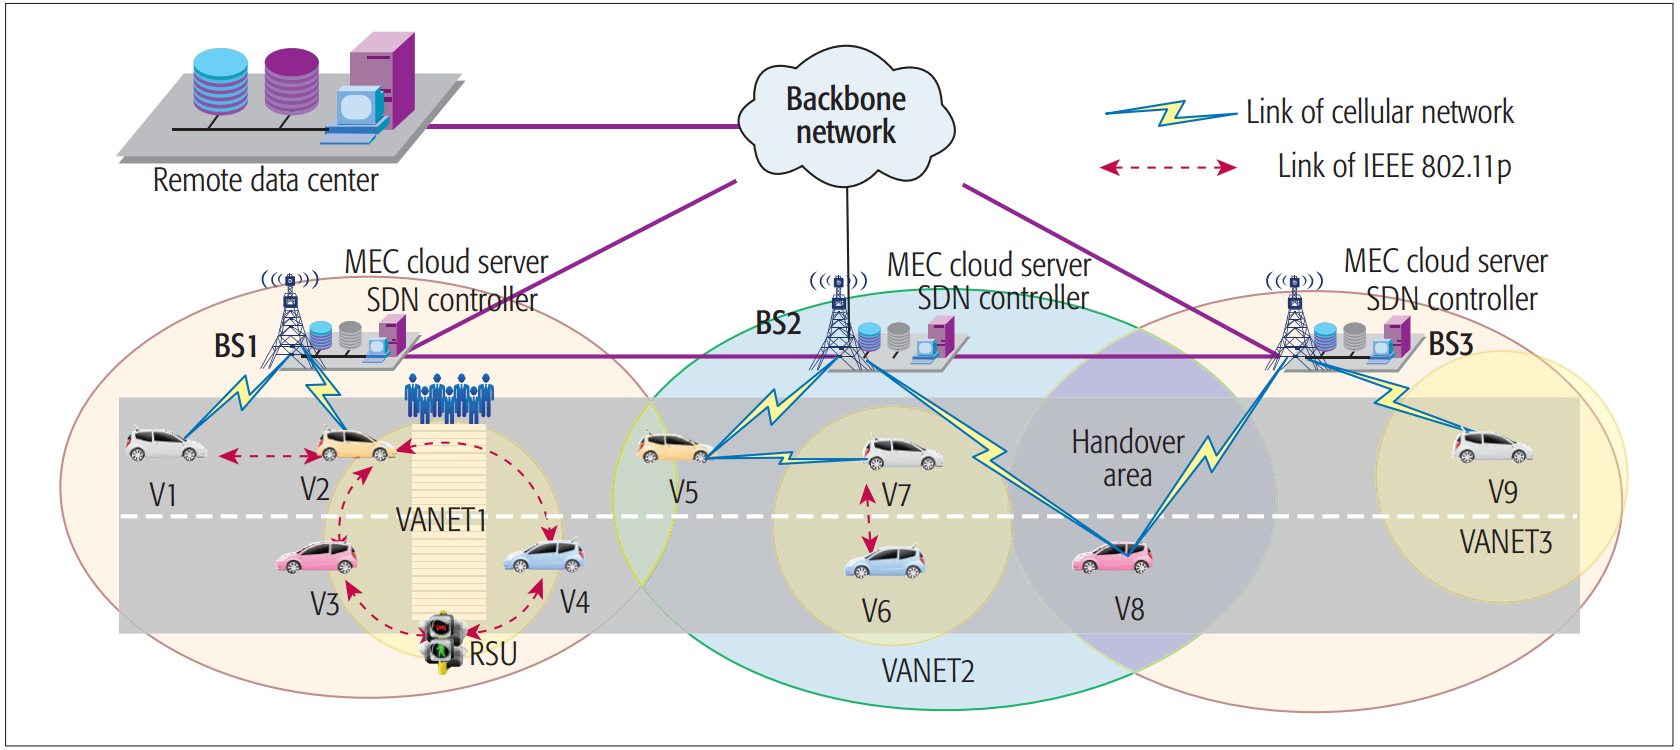 Backbone
network
Link of cellular network
Link of IEEE 802.11p
Remote data center
MEC cloud server
SDN controller
BS1
MEC cloud server
SDN controller
BS2
MEC cloud server
SDN controller
BS3
Handover
area
V1
V2
V5
V7
V9
VANET1
VANET3
V3
V4
V6
V8
RSU
VANET2